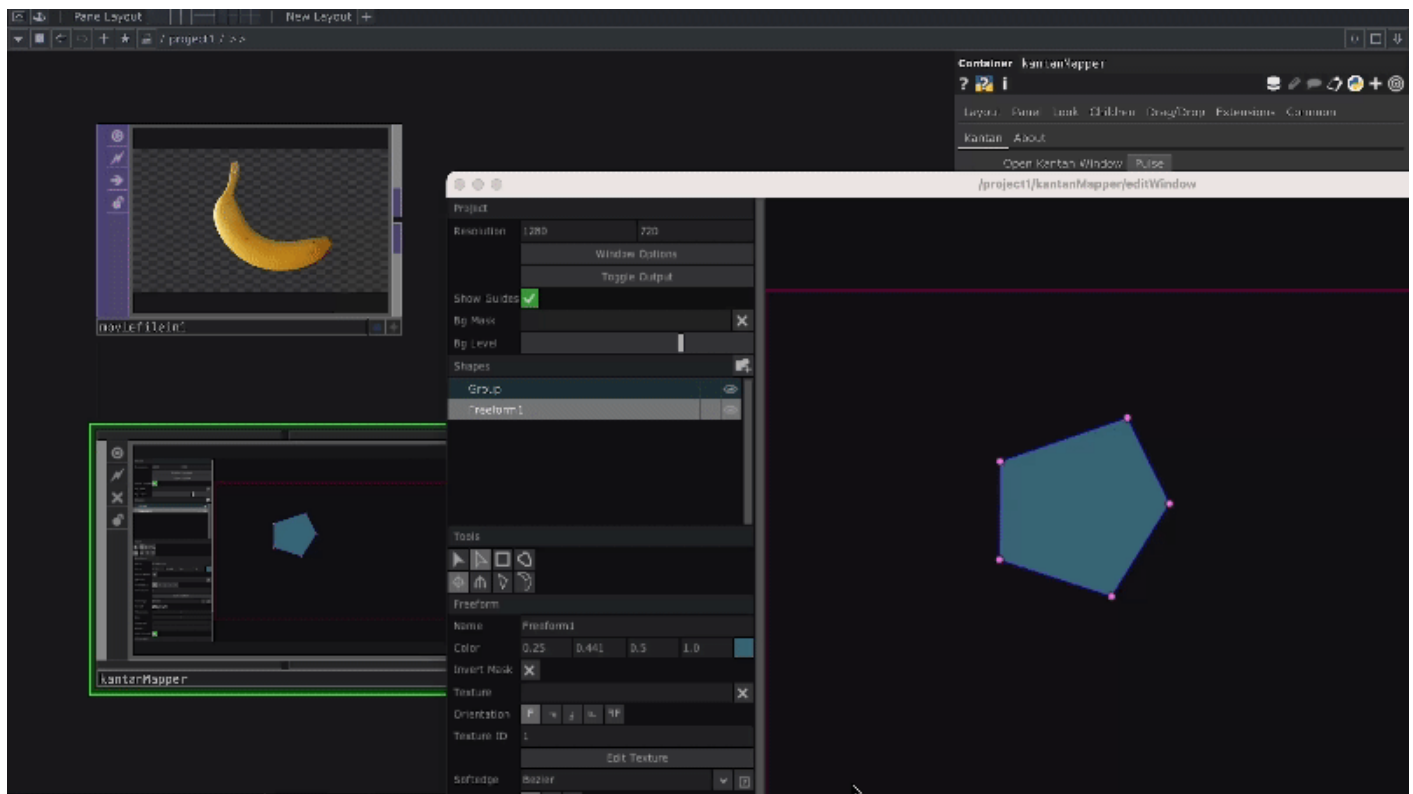 Pane Layout New Layout +
/ project1 / >>
Container kantanMapper
? ? i
Layout Panel Look Children Drag/Drop Extensions Common
Kantan About
Open Kantan Window Pulse
/project1/kantanMapper/editWindow
moviefilein1
kantanMapper
Project
Resolution 1280 720
Window Options
Toggle Output
Show Guides
Bg Mask
Bg Level
Shapes
Group
Freeform1
Tools
Freeform
Name Freeform1
Color 0.25 0.441 0.5 1.0
Invert Mask
Texture
Orientation
Texture ID 1
Edit Texture
Softedge Bezier